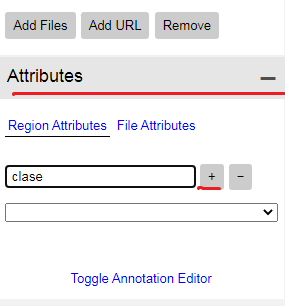 Add Files Add URL Remove
Attributes −
Region Attributes File Attributes
clase + −
Toggle Annotation Editor